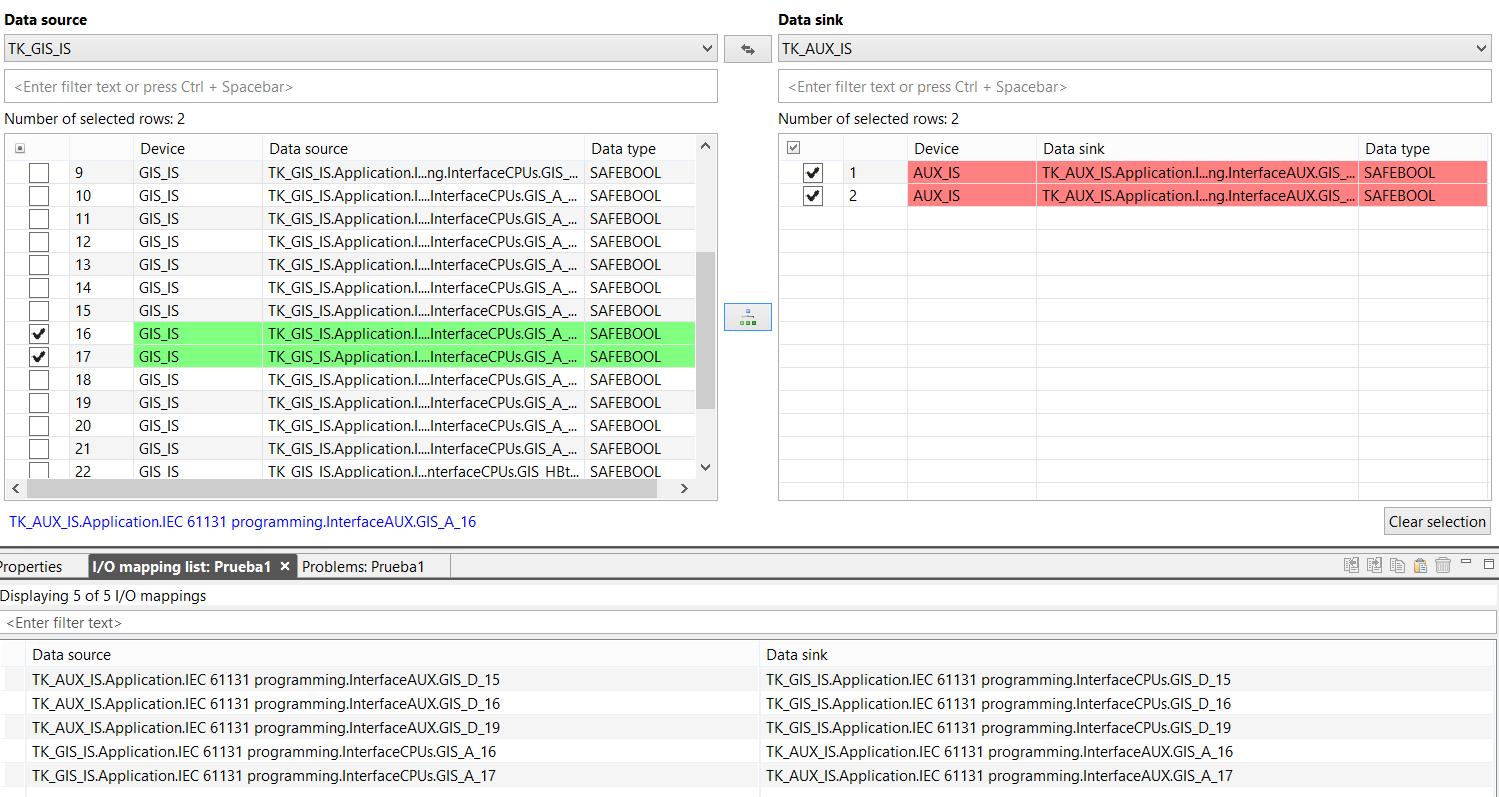 Data source
Data sink
TK_GIS_IS
TK_AUX_IS
<Enter filter text or press Ctrl + Spacebar>
<Enter filter text or press Ctrl + Spacebar>
Number of selected rows: 2
Number of selected rows: 2
Device Data source Data type
9 GIS_IS TK_GIS_IS.Application.I...ng.InterfaceCPUs.GIS_... SAFEBOOL
10 GIS_IS TK_GIS_IS.Application.I....InterfaceCPUs.GIS_A_... SAFEBOOL
11 GIS_IS TK_GIS_IS.Application.I....InterfaceCPUs.GIS_A_... SAFEBOOL
12 GIS_IS TK_GIS_IS.Application.I....InterfaceCPUs.GIS_A_... SAFEBOOL
13 GIS_IS TK_GIS_IS.Application.I....InterfaceCPUs.GIS_A_... SAFEBOOL
14 GIS_IS TK_GIS_IS.Application.I....InterfaceCPUs.GIS_A_... SAFEBOOL
15 GIS_IS TK_GIS_IS.Application.I....InterfaceCPUs.GIS_A_... SAFEBOOL
16 GIS_IS TK_GIS_IS.Application.I....InterfaceCPUs.GIS_A_... SAFEBOOL
17 GIS_IS TK_GIS_IS.Application.I....InterfaceCPUs.GIS_A_... SAFEBOOL
18 GIS_IS TK_GIS_IS.Application.I....InterfaceCPUs.GIS_A_... SAFEBOOL
19 GIS_IS TK_GIS_IS.Application.I....InterfaceCPUs.GIS_A_... SAFEBOOL
20 GIS_IS TK_GIS_IS.Application.I....InterfaceCPUs.GIS_A_... SAFEBOOL
21 GIS_IS TK_GIS_IS.Application.I....InterfaceCPUs.GIS_A_... SAFEBOOL
22 GIS_IS TK_GIS_IS.Application.I...nterfaceCPUs.GIS_HBt... SAFEBOOL
Device Data sink Data type
1 AUX_IS TK_AUX_IS.Application.I...ng.InterfaceAUX.GIS_... SAFEBOOL
2 AUX_IS TK_AUX_IS.Application.I...ng.InterfaceAUX.GIS_... SAFEBOOL
TK_AUX_IS.Application.IEC 61131 programming.InterfaceAUX.GIS_A_16
Clear selection
Properties I/O mapping list: Prueba1 Problems: Prueba1
Displaying 5 of 5 I/O mappings
<Enter filter text>
Data source Data sink
TK_AUX_IS.Application.IEC 61131 programming.InterfaceAUX.GIS_D_15 TK_GIS_IS.Application.IEC 61131 programming.InterfaceCPUs.GIS_D_15
TK_AUX_IS.Application.IEC 61131 programming.InterfaceAUX.GIS_D_16 TK_GIS_IS.Application.IEC 61131 programming.InterfaceCPUs.GIS_D_16
TK_AUX_IS.Application.IEC 61131 programming.InterfaceAUX.GIS_D_19 TK_GIS_IS.Application.IEC 61131 programming.InterfaceCPUs.GIS_D_19
TK_GIS_IS.Application.IEC 61131 programming.InterfaceCPUs.GIS_A_16 TK_AUX_IS.Application.IEC 61131 programming.InterfaceAUX.GIS_A_16
TK_GIS_IS.Application.IEC 61131 programming.InterfaceCPUs.GIS_A_17 TK_AUX_IS.Application.IEC 61131 programming.InterfaceAUX.GIS_A_17